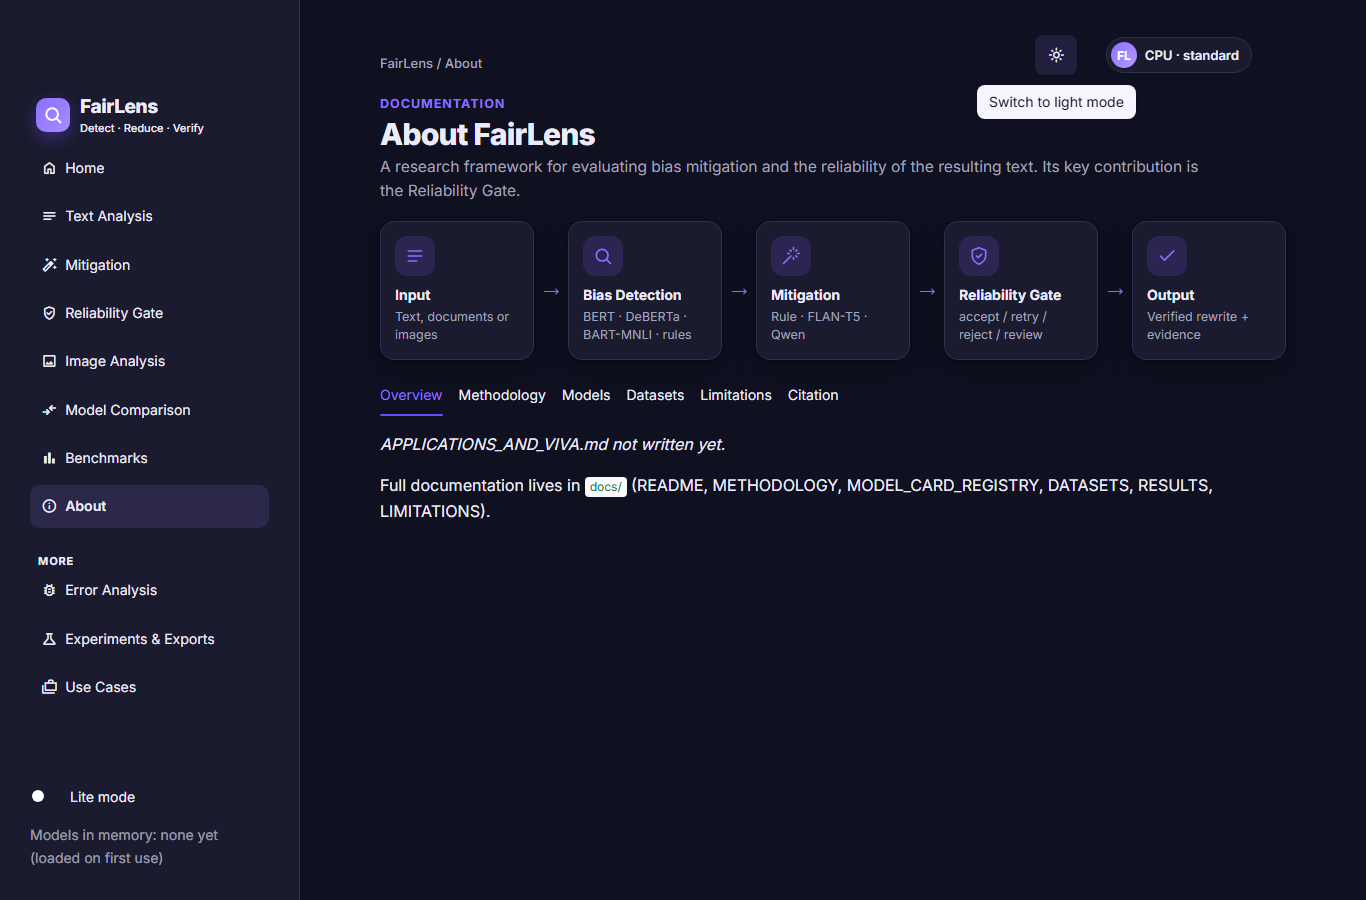 FairLens
Detect · Reduce · Verify
Home
Text Analysis
Mitigation
Reliability Gate
Image Analysis
Model Comparison
Benchmarks
About
MORE
Error Analysis
Experiments & Exports
Use Cases
Lite mode
Models in memory: none yet
(loaded on first use)
FairLens / About
FL
CPU · standard
Switch to light mode
DOCUMENTATION
About FairLens
A research framework for evaluating bias mitigation and the reliability of the resulting text. Its key contribution is
the Reliability Gate.
Input
Text, documents or
images
→
Bias Detection
BERT · DeBERTa ·
BART-MNLI · rules
→
Mitigation
Rule · FLAN-T5 ·
Qwen
→
Reliability Gate
accept / retry /
reject / review
→
Output
Verified rewrite +
evidence
Overview Methodology Models Datasets Limitations Citation
APPLICATIONS_AND_VIVA.md not written yet.
Full documentation lives in docs/ (README, METHODOLOGY, MODEL_CARD_REGISTRY, DATASETS, RESULTS,
LIMITATIONS).